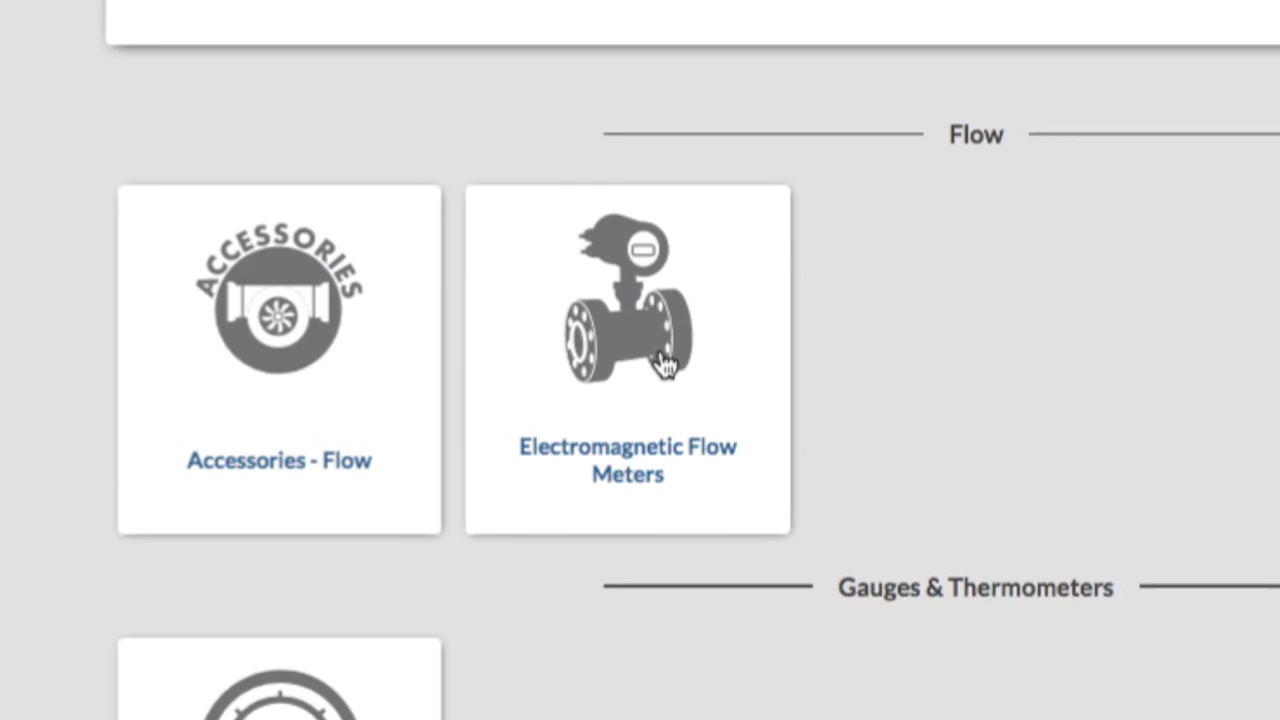 Flow
ACCESSORIES
Accessories - Flow
Electromagnetic Flow
Meters
Gauges & Thermometers